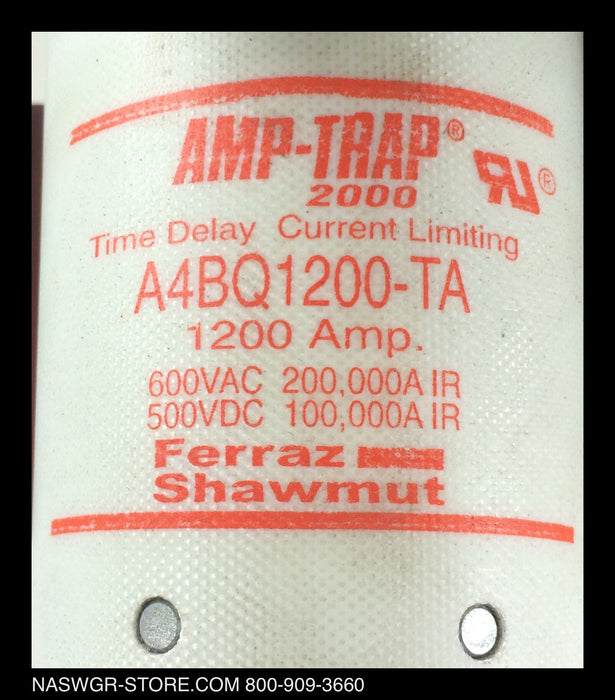 AMP-TRAP®
2000
RU®
Time Delay Current Limiting
A4BQ1200-TA
1200 Amp.
600VAC 200,000A IR
500VDC 100,000A IR
Ferraz
Shawmut
NASWGR-STORE.COM 800-909-3660